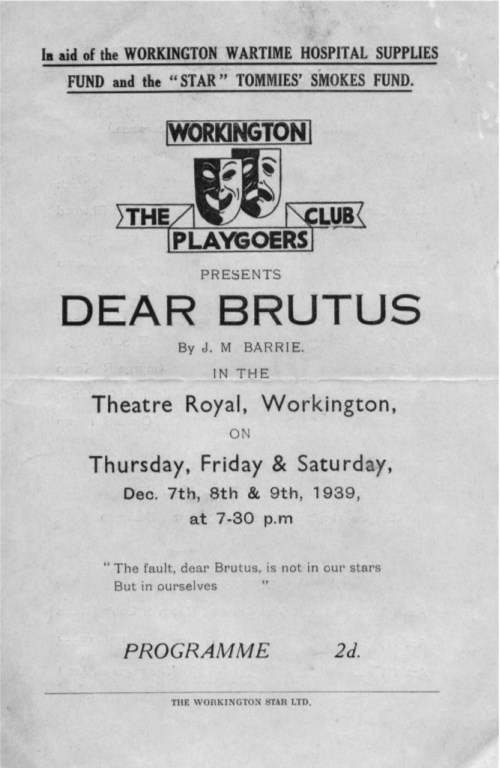 In aid of the WORKINGTON WARTIME HOSPITAL SUPPLIES
FUND and the "STAR" TOMMIES' SMOKES FUND.
WORKINGTON
THE CLUB
PLAYGOERS
PRESENTS
DEAR BRUTUS
By J. M BARRIE.
IN THE
Theatre Royal, Workington,
ON
Thursday, Friday & Saturday,
Dec. 7th, 8th & 9th, 1939,
at 7-30 p.m
"The fault, dear Brutus, is not in our stars
But in ourselves "
PROGRAMME 2d.
THE WORKINGTON STAR LTD.